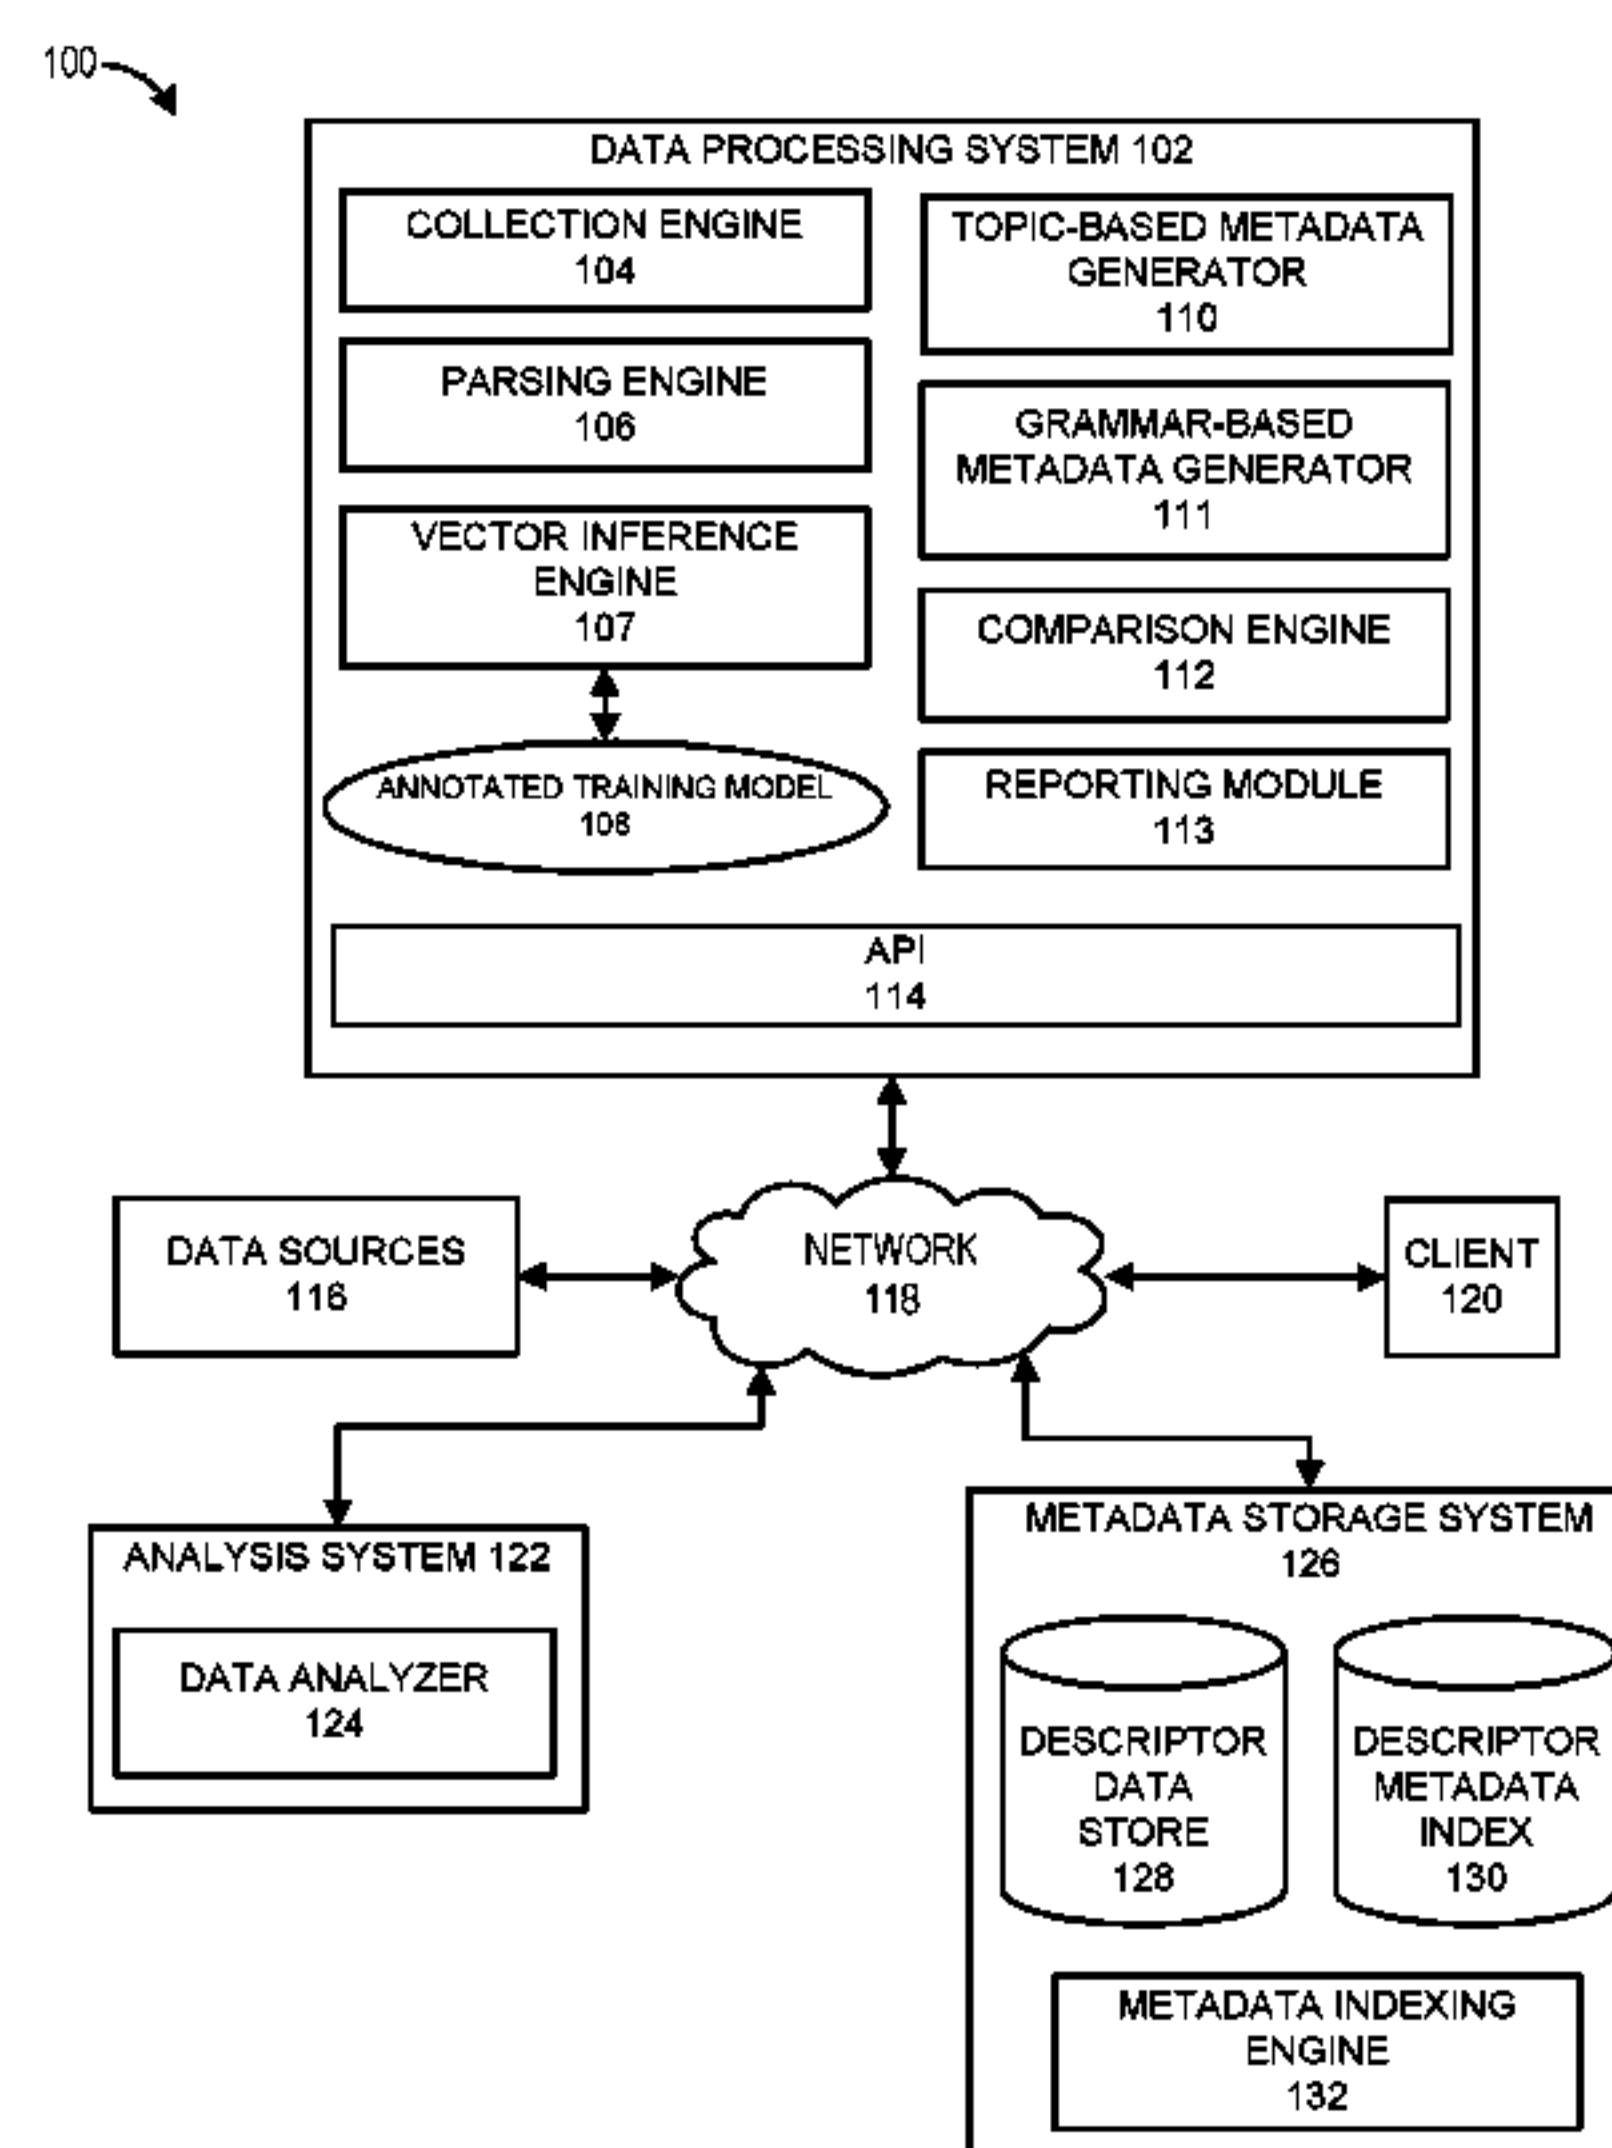 100
DATA PROCESSING SYSTEM 102
COLLECTION ENGINE
104
PARSING ENGINE
106
VECTOR INFERENCE
ENGINE
107
ANNOTATED TRAINING MODEL
108
TOPIC-BASED METADATA
GENERATOR
110
GRAMMAR-BASED
METADATA GENERATOR
111
COMPARISON ENGINE
112
REPORTING MODULE
113
API
114
DATA SOURCES
116
NETWORK
118
CLIENT
120
ANALYSIS SYSTEM 122
DATA ANALYZER
124
METADATA STORAGE SYSTEM
126
DESCRIPTOR
DATA
STORE
128
DESCRIPTOR
METADATA
INDEX
130
METADATA INDEXING
ENGINE
132